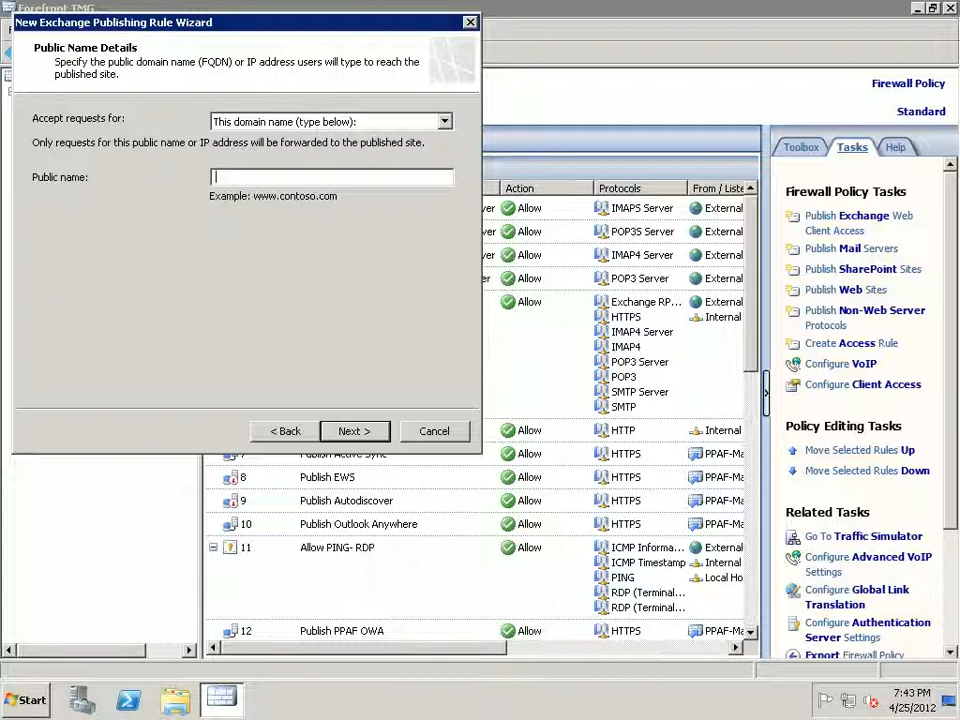 Forefront TMG
New Exchange Publishing Rule Wizard
Public Name Details
Specify the public domain name (FQDN) or IP address users will type to reach the
published site.
Accept requests for:
This domain name (type below):
Only requests for this public name or IP address will be forwarded to the published site.
Public name:
Example: www.contoso.com
< Back
Next >
Cancel
Firewall Policy
Standard
Toolbox
Tasks
Help
Action
Protocols
From / Liste
ver Allow IMAPS Server External
ver Allow POP3S Server External
ver Allow IMAP4 Server External
ver Allow POP3 Server External
Allow Exchange RP... External
HTTPS Internal
IMAP4 Server
IMAP4
POP3 Server
POP3
SMTP Server
SMTP
Allow HTTP Internal
7 Publish Active Sync Allow HTTPS PPAF-Ma
8 Publish EWS Allow HTTPS PPAF-Ma
9 Publish Autodiscover Allow HTTPS PPAF-Ma
10 Publish Outlook Anywhere Allow HTTPS PPAF-Ma
11 Allow PING- RDP Allow ICMP Informa... External
ICMP Timestamp Internal
PING Local Ho
RDP (Terminal...
RDP (Terminal...
12 Publish PPAF OWA Allow HTTPS PPAF-Ma
Firewall Policy Tasks
Publish Exchange Web
Client Access
Publish Mail Servers
Publish SharePoint Sites
Publish Web Sites
Publish Non-Web Server
Protocols
Create Access Rule
Configure VoIP
Configure Client Access
Policy Editing Tasks
Move Selected Rules Up
Move Selected Rules Down
Related Tasks
Go To Traffic Simulator
Configure Advanced VoIP
Settings
Configure Global Link
Translation
Configure Authentication
Server Settings
Export Firewall Policy
Start
7:43 PM
4/25/2012